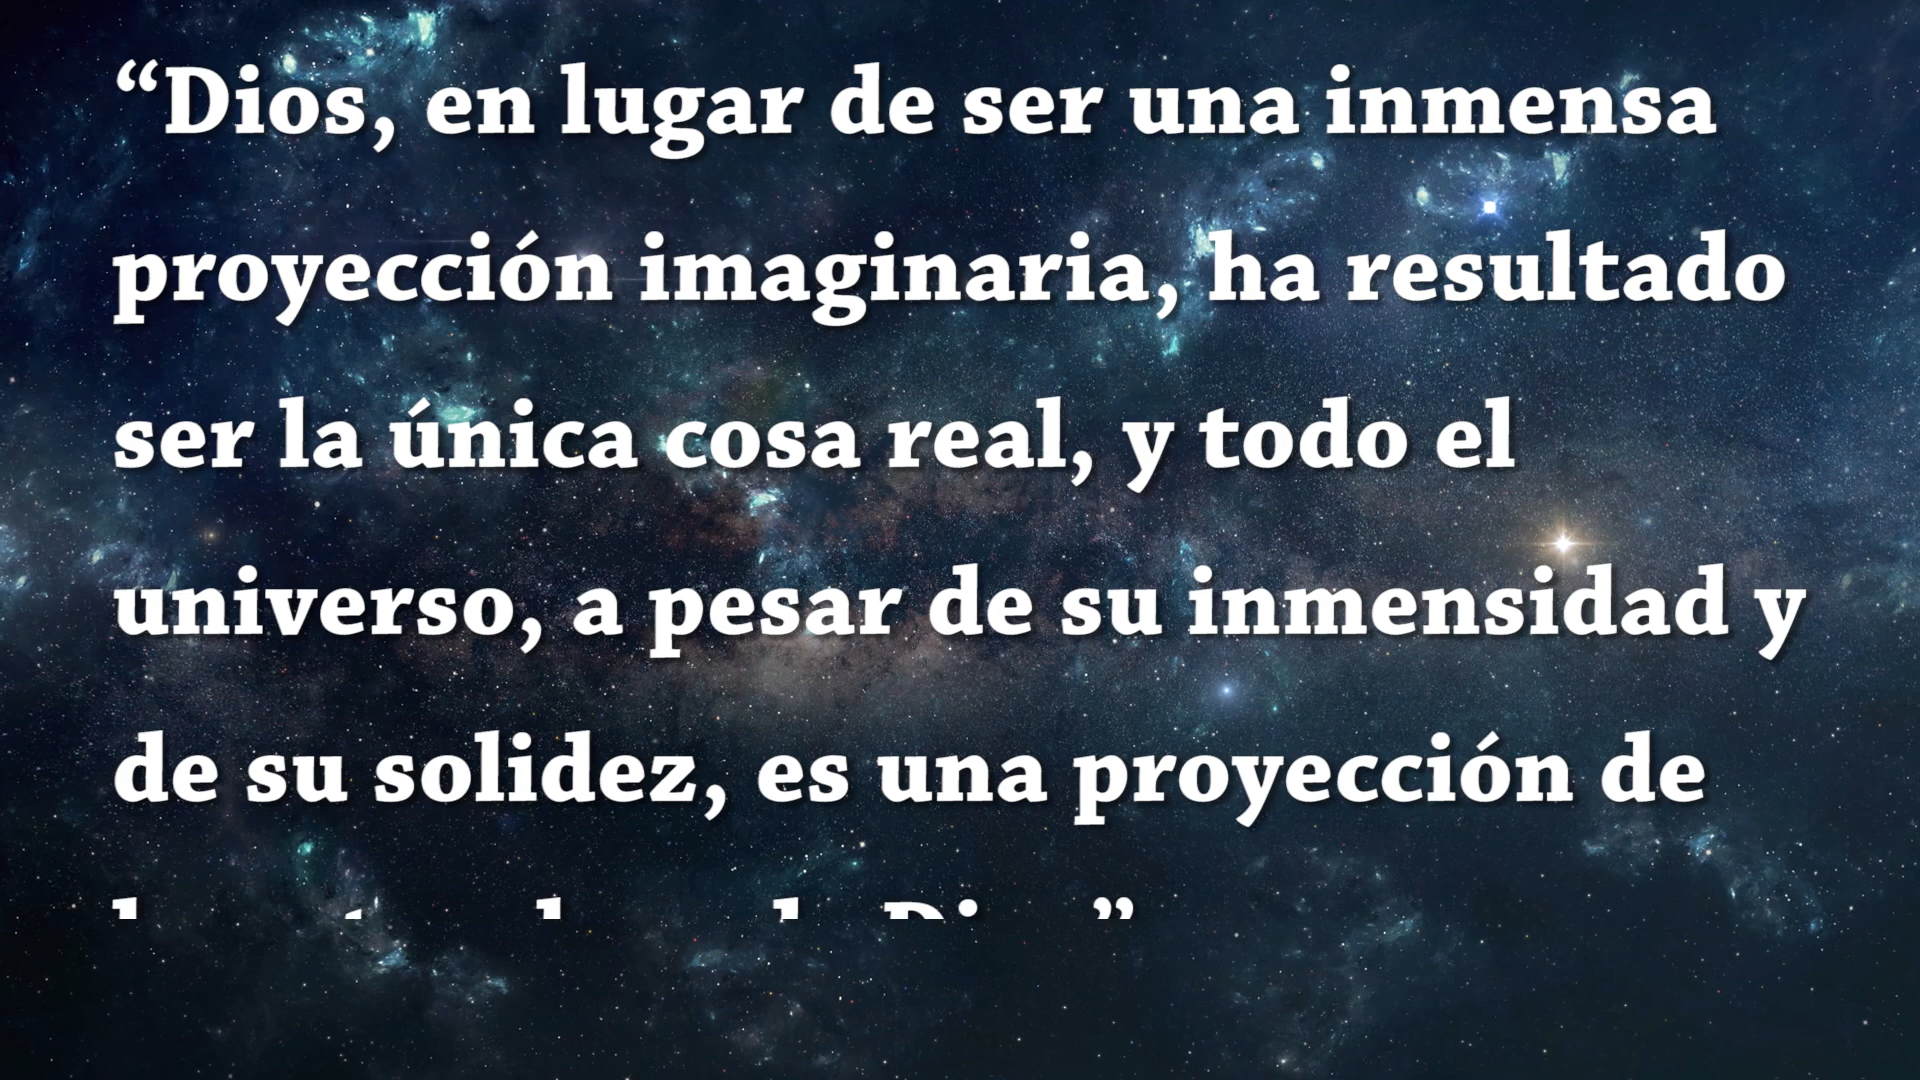 “Dios, en lugar de ser una inmensa
proyección imaginaria, ha resultado
ser la única cosa real, y todo el
universo, a pesar de su inmensidad y
de su solidez, es una proyección de